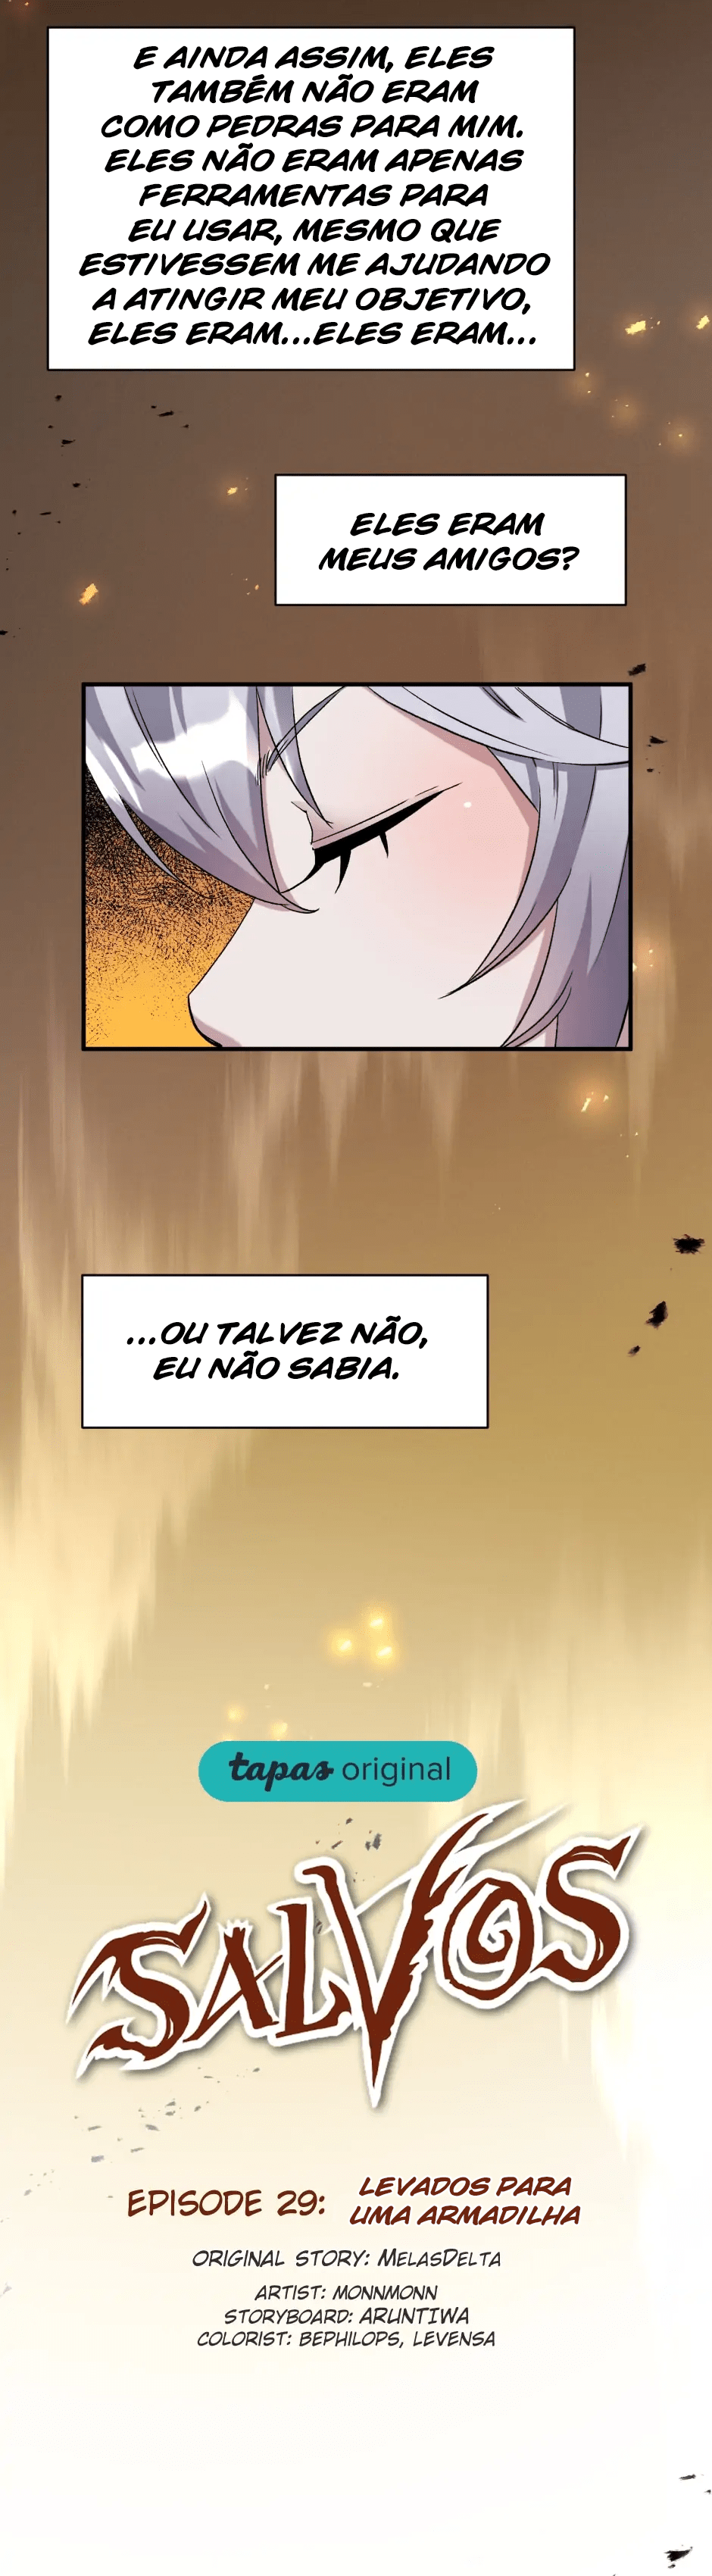 E AINDA ASSIM, ELES
TAMBÉM NÃO ERAM
COMO PEDRAS PARA MIM.
ELES NÃO ERAM APENAS
FERRAMENTAS PARA
EU USAR, MESMO QUE
ESTIVESSEM ME AJUDANDO
A ATINGIR MEU OBJETIVO,
ELES ERAM...ELES ERAM...
ELES ERAM
MEUS AMIGOS?
...OU TALVEZ NÃO,
EU NÃO SABIA.
tapas original
SALVOS
EPISODE 29: LEVADOS PARA
UMA ARMADILHA
ORIGINAL STORY: MELASDELTA
ARTIST: MONNMONN
STORYBOARD: ARUNTIWA
COLORIST: BEPHILOPS, LEVENSA